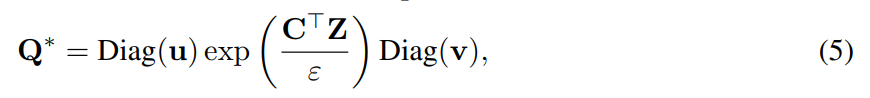 Q* = Diag(u) exp ( C⊤Z / ε ) Diag(v), (5)